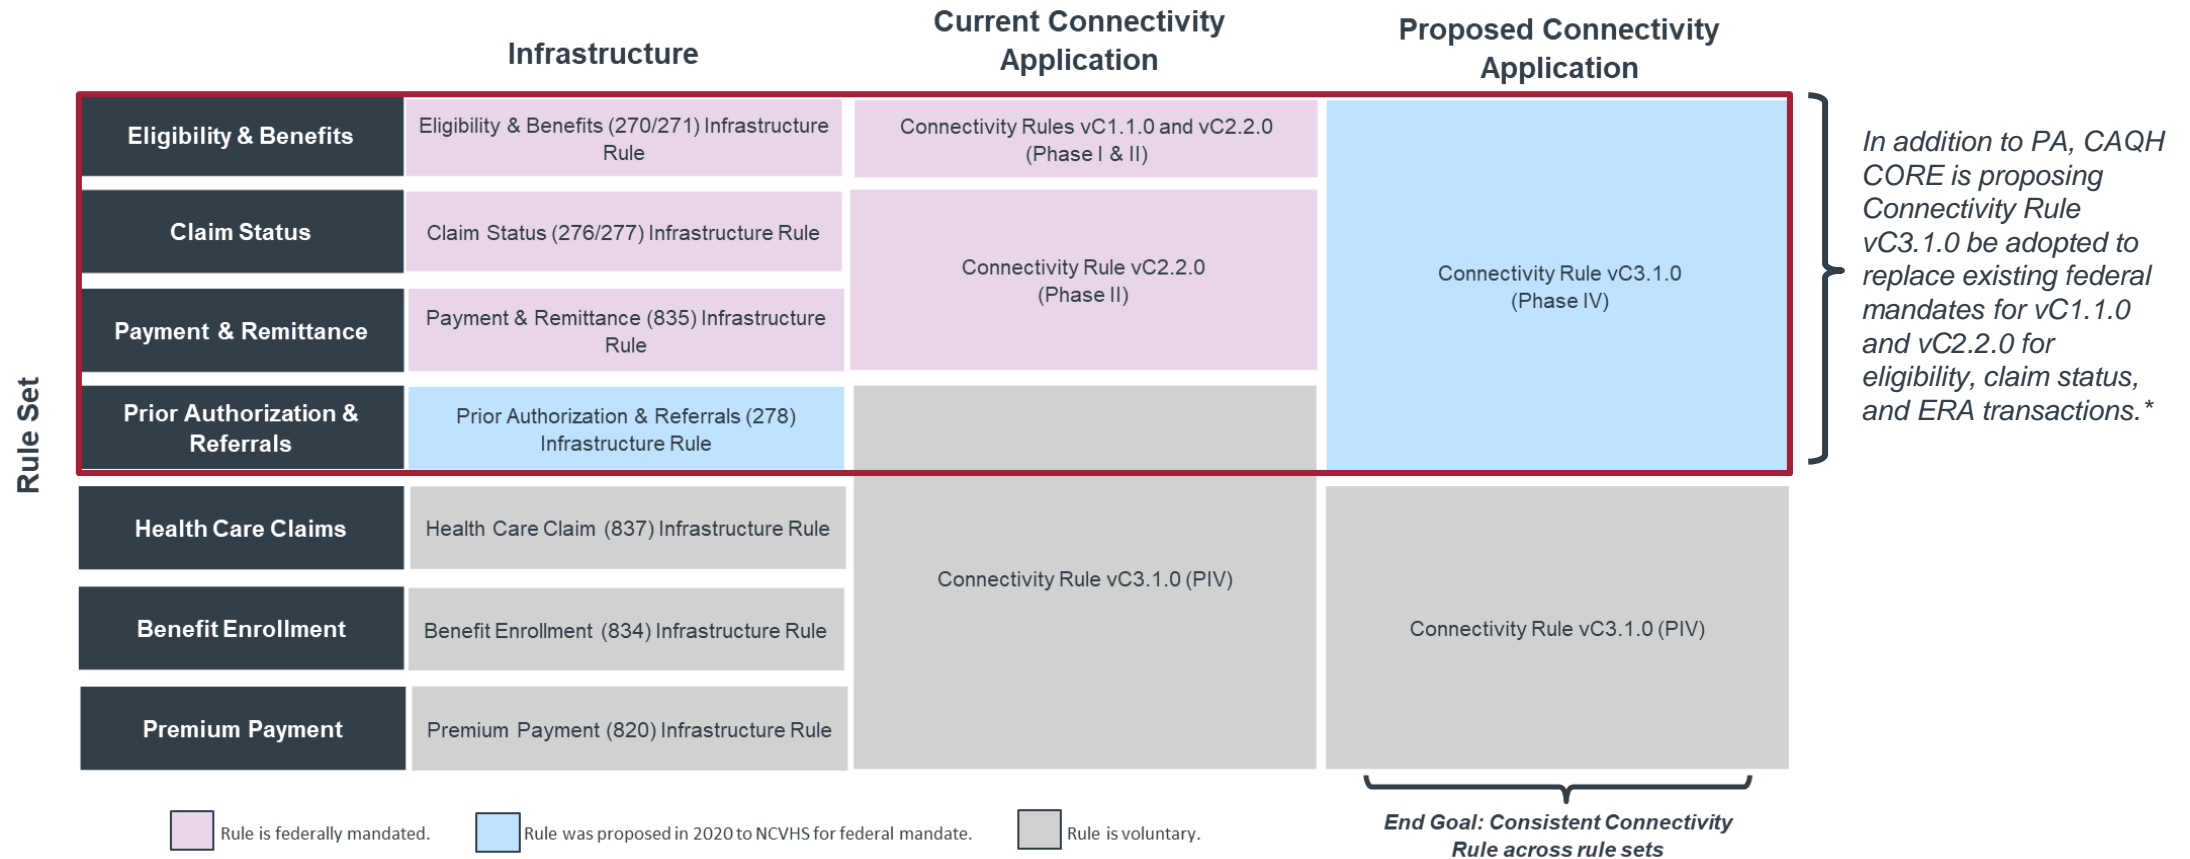 Infrastructure
Current Connectivity
Application
Proposed Connectivity
Application
Rule Set
Eligibility & Benefits
Eligibility & Benefits (270/271) Infrastructure
Rule
Connectivity Rules vC1.1.0 and vC2.2.0
(Phase I & II)
Claim Status
Claim Status (276/277) Infrastructure Rule
Connectivity Rule vC2.2.0
(Phase II)
Connectivity Rule vC3.1.0
(Phase IV)
Payment & Remittance
Payment & Remittance (835) Infrastructure
Rule
Prior Authorization &
Referrals
Prior Authorization & Referrals (278)
Infrastructure Rule
In addition to PA, CAQH
CORE is proposing
Connectivity Rule
vC3.1.0 be adopted to
replace existing federal
mandates for vC1.1.0
and vC2.2.0 for
eligibility, claim status,
and ERA transactions.*
Health Care Claims
Health Care Claim (837) Infrastructure Rule
Connectivity Rule vC3.1.0 (PIV)
Benefit Enrollment
Benefit Enrollment (834) Infrastructure Rule
Connectivity Rule vC3.1.0 (PIV)
Premium Payment
Premium Payment (820) Infrastructure Rule
Rule is federally mandated.
Rule was proposed in 2020 to NCVHS for federal mandate.
Rule is voluntary.
End Goal: Consistent Connectivity
Rule across rule sets